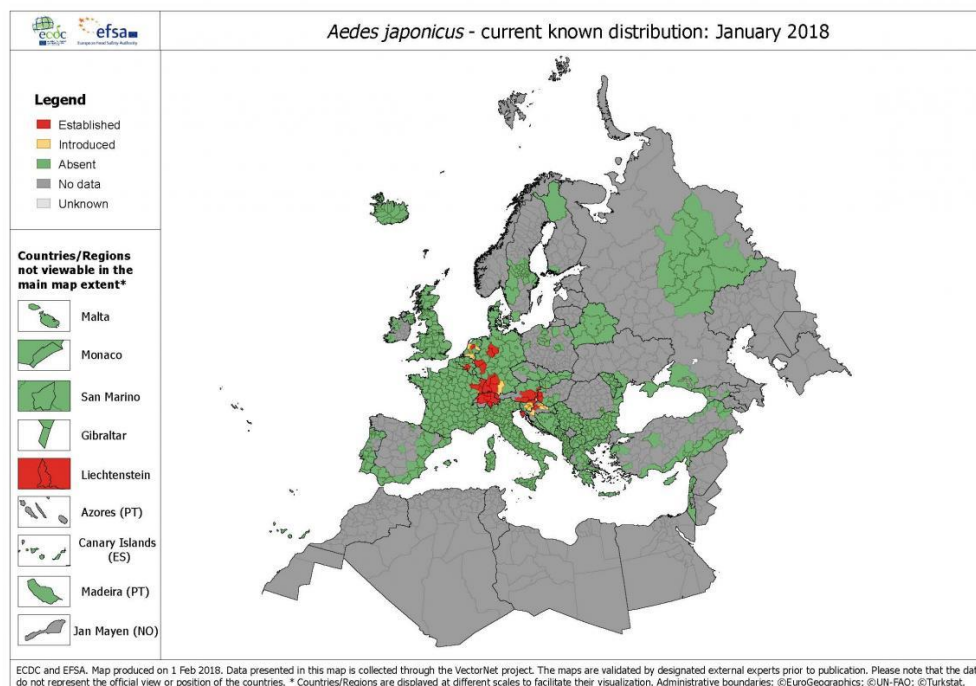 ecdc
efsa
European Food Safety Authority
Aedes japonicus - current known distribution: January 2018
Legend
Established
Introduced
Absent
No data
Unknown
Countries/Regions
not viewable in the
main map extent*
Malta
Monaco
San Marino
Gibraltar
Liechtenstein
Azores (PT)
Canary Islands
(ES)
Madeira (PT)
Jan Mayen (NO)
ECDC and EFSA. Map produced on 1 Feb 2018. Data presented in this map is collected through the VectorNet project. The maps are validated by designated external experts prior to publication. Please note that the dat
do not represent the official view or position of the countries. * Countries/Regions are displayed at different scales to facilitate their visualization. Administrative boundaries: ©EuroGeographics; ©UN-FAO; ©Turkstat.